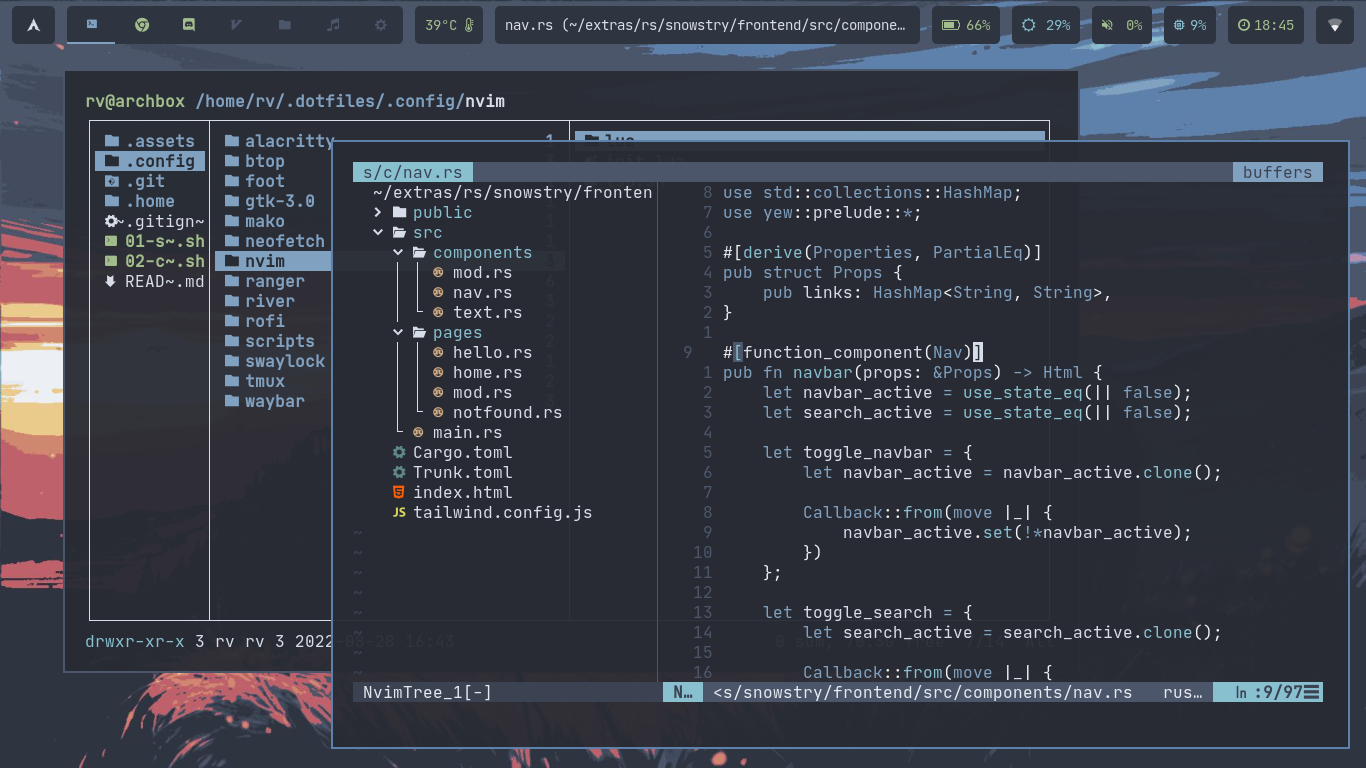 39°C
nav.rs (~/extras/rs/snowstry/frontend/src/compone…
66%
29%
0%
9%
18:45
rv@archbox /home/rv/.dotfiles/.config/nvim
.assets
.config
.git
.home
.gitign~
01-s~.sh
02-c~.sh
READ~.md
alacritty 1
btop
foot
gtk-3.0
mako
neofetch
nvim
ranger
river
rofi
scripts
swaylock
tmux
waybar
lua
drwxr-xr-x 3 rv rv 3 2022-03-28 16:43
s/c/nav.rs
buffers
~/extras/rs/snowstry/fronten
public
src
components
mod.rs
nav.rs
text.rs
pages
hello.rs
home.rs
mod.rs
notfound.rs
main.rs
Cargo.toml
Trunk.toml
index.html
JS tailwind.config.js
~
~
~
~
~
~
~
~
8 use std::collections::HashMap;
7 use yew::prelude::*;
6
5 #[derive(Properties, PartialEq)]
4 pub struct Props {
3     pub links: HashMap<String, String>,
2 }
1
9 #[function_component(Nav)]
1 pub fn navbar(props: &Props) -> Html {
2     let navbar_active = use_state_eq(|| false);
3     let search_active = use_state_eq(|| false);
4
5     let toggle_navbar = {
6         let navbar_active = navbar_active.clone();
7
8         Callback::from(move |_| {
9             navbar_active.set(!*navbar_active);
10         })
11     };
12
13     let toggle_search = {
14         let search_active = search_active.clone();
15
16         Callback::from(move |_| {
NvimTree_1[-]
N… <s/snowstry/frontend/src/components/nav.rs rus… ln :9/97